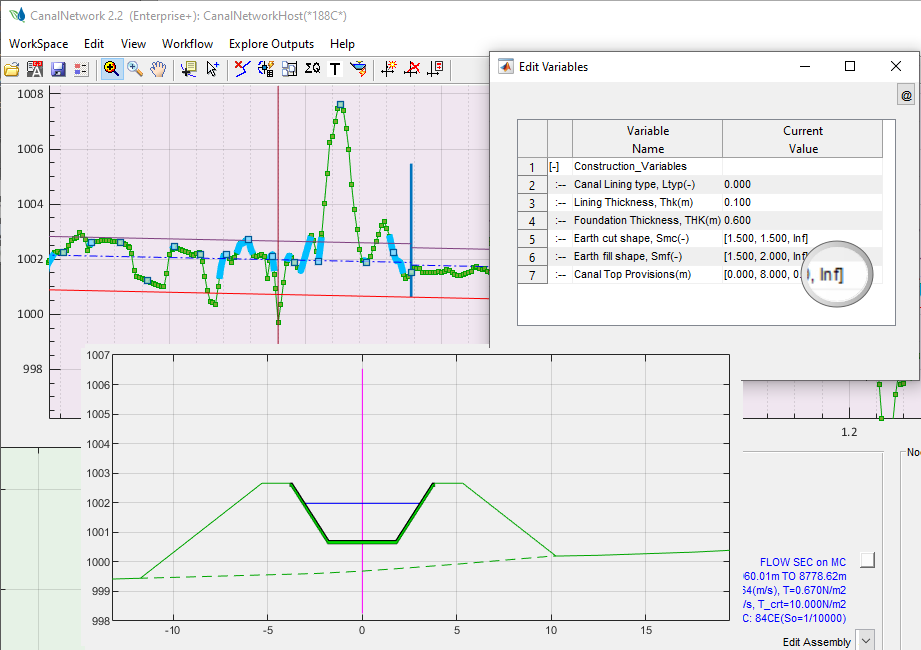 CanalNetwork 2.2 (Enterprise+): CanalNetworkHost(*188C*)
WorkSpace Edit View Workflow Explore Outputs Help
ΣQ T
Edit Variables
@
Variable Name Current Value
1 [-] Construction_Variables
2 :-- Canal Lining type, Ltyp(-) 0.000
3 :-- Lining Thickness, Thk(m) 0.100
4 :-- Foundation Thickness, THK(m) 0.600
5 :-- Earth cut shape, Smc(-) [1.500, 1.500, Inf]
6 :-- Earth fill shape, Smf(-) [1.500, 2.000, Inf]
7 :-- Canal Top Provisions(m) [0.000, 8.000, 0.0, Inf]
1008
1006
1004
1002
1000
998
1.2
1007
1006
1005
1004
1003
1002
1001
1000
999
998
-10 -5 0 5 10 15
No
FLOW SEC on MC
060.01m TO 8778.62m
64(m/s), T=0.670N/m2
/s, T_crt=10.000N/m2
C: 84CE(So=1/10000)
Edit Assembly